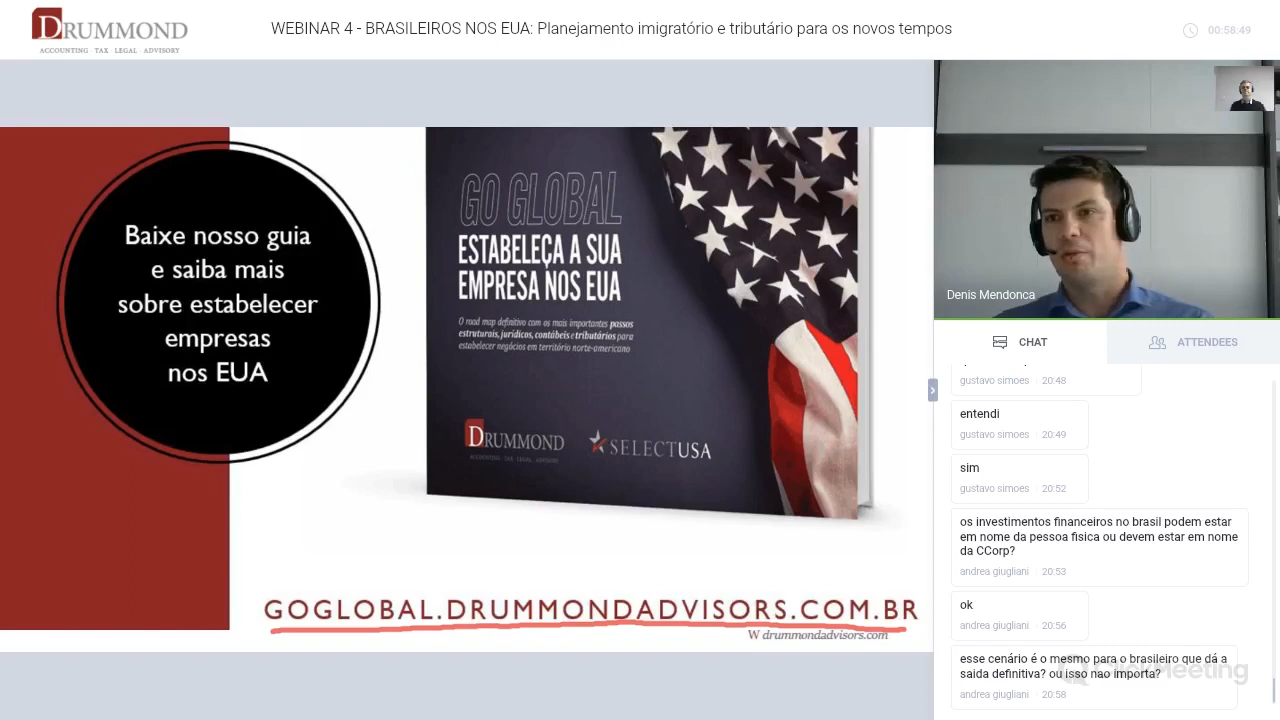 DRUMMOND
ACCOUNTING · TAX · LEGAL · ADVISORY
WEBINAR 4 - BRASILEIROS NOS EUA: Planejamento imigratório e tributário para os novos tempos
00:58:49
Baixe nosso guia
e saiba mais
sobre estabelecer
empresas
nos EUA
GO GLOBAL
ESTABELEÇA A SUA
EMPRESA NOS EUA
O road map definitivo com os mais importantes passos
estruturais, jurídicos, contábeis e tributários para
estabelecer negócios em território norte-americano
DRUMMOND
ACCOUNTING · TAX · LEGAL · ADVISORY
SELECTUSA
GOGLOBAL.DRUMMONDADVISORS.COM.BR
W drummondadvisors.com
Denis Mendonca
CHAT
ATTENDEES
gustavo simoes 20:48
entendi
gustavo simoes 20:49
sim
gustavo simoes 20:52
os investimentos financeiros no brasil podem estar
em nome da pessoa fisica ou devem estar em nome
da CCorp?
andrea giugliani 20:53
ok
andrea giugliani 20:56
esse cenário é o mesmo para o brasileiro que dá a
saida definitiva? ou isso nao importa?
andrea giugliani 20:58
ClickMeeting